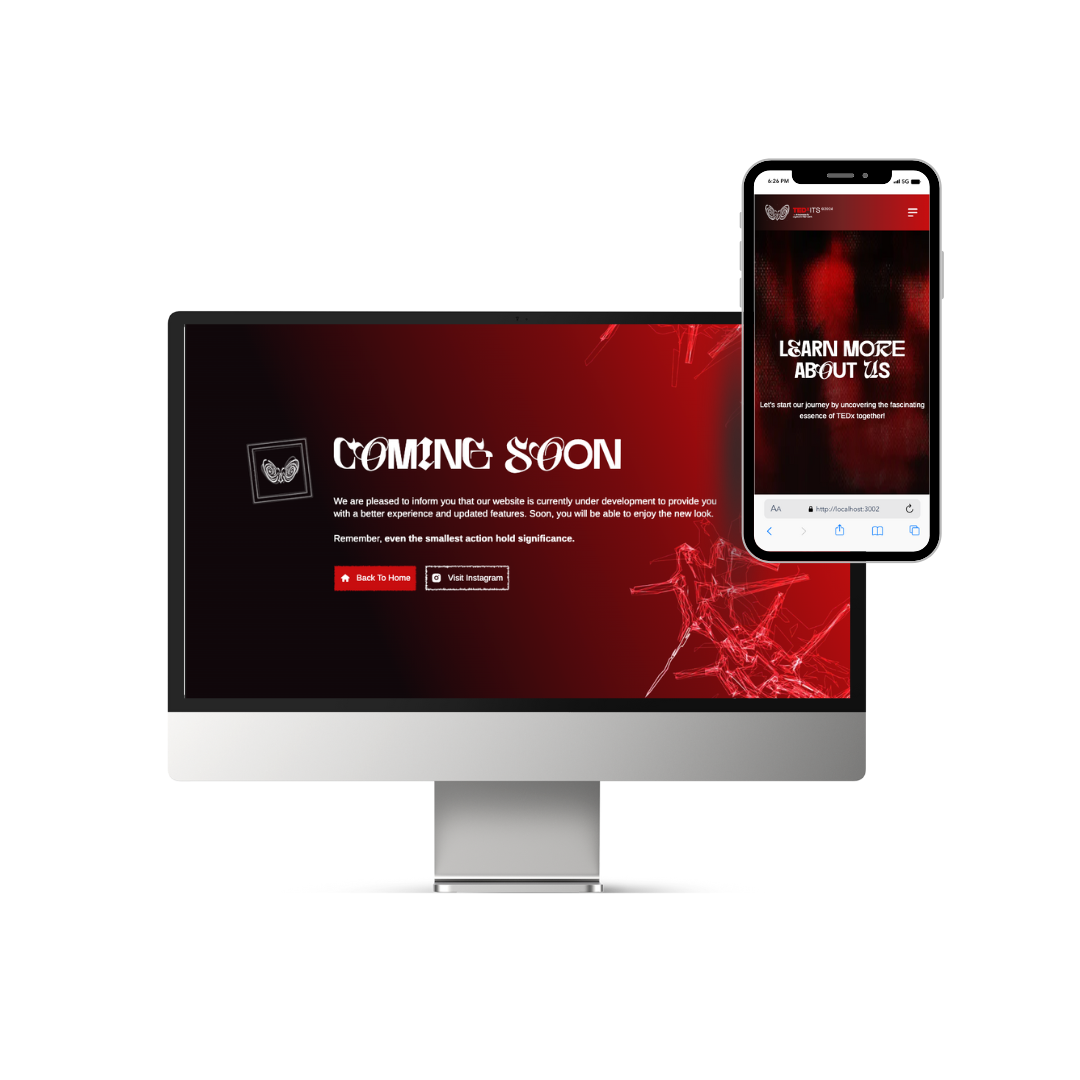 COMING SOON
We are pleased to inform you that our website is currently under development to provide you
with a better experience and updated features. Soon, you will be able to enjoy the new look.
Remember, even the smallest action hold significance.
Back To Home
Visit Instagram
6:26 PM
5G
TEDxITS
LEARN MORE
ABOUT US
Let's start our journey by uncovering the fascinating
essence of TEDx together!
AA
http://localhost:3002